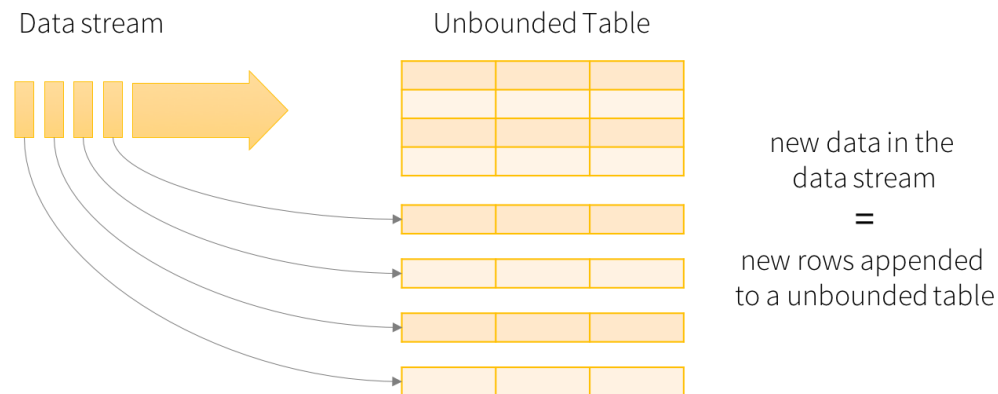 Data stream
Unbounded Table
new data in the
data stream
=
new rows appended
to a unbounded table